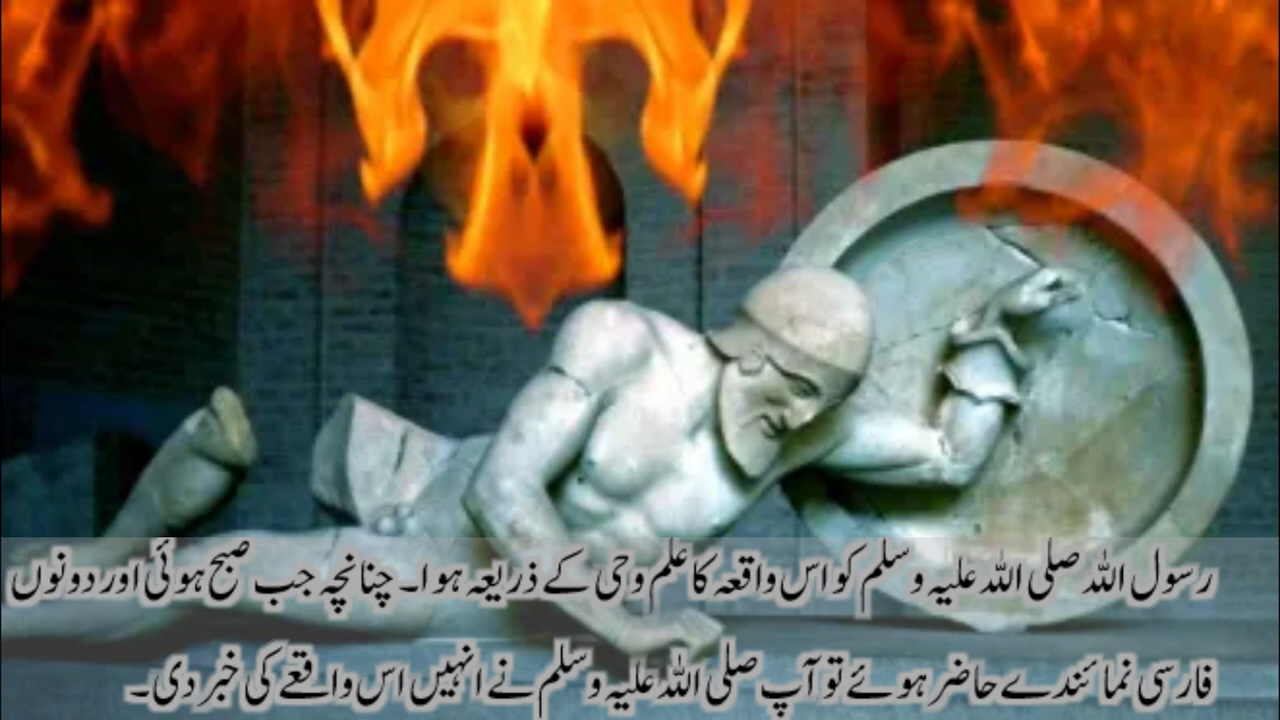 رسول اللہ صلی اللہ علیہ وسلم کو اس واقعہ کا علم وحی کے ذریعہ ہوا۔ چنانچہ جب صبح ہوئی اور دونوں
فارسی نمائندے حاضر ہوئے تو آپ صلی اللہ علیہ وسلم نے انہیں اس واقعے کی خبر دی۔